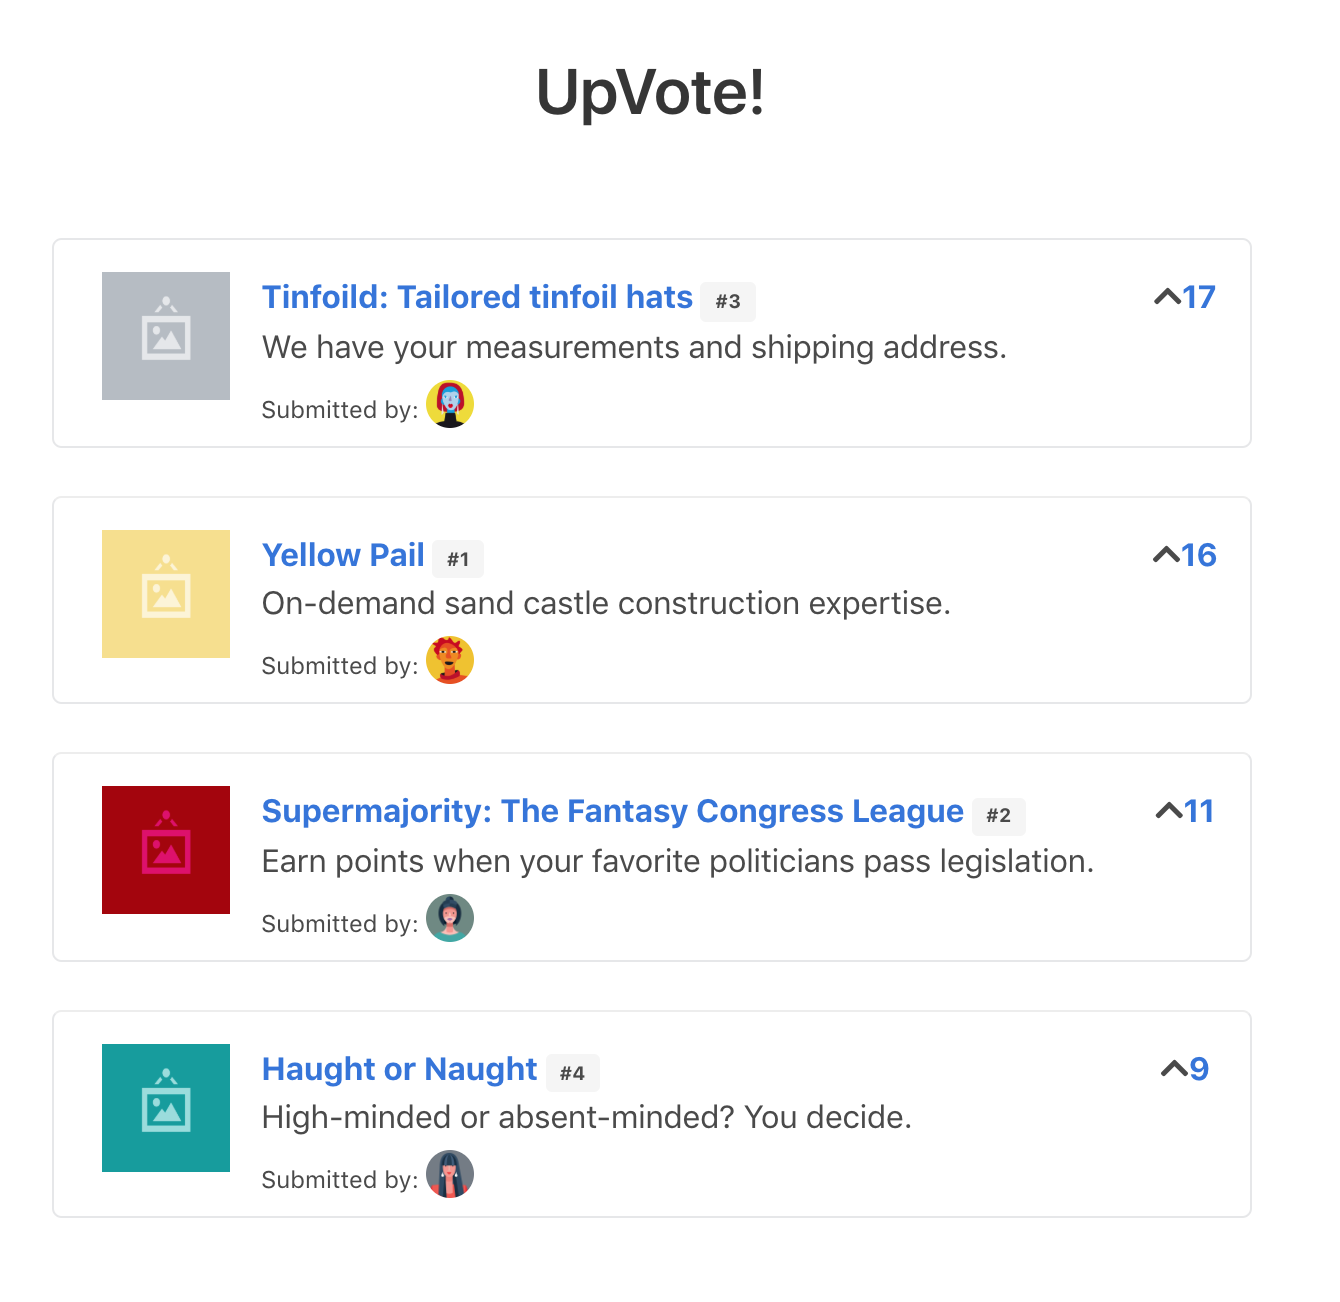 UpVote!
Tinfoild: Tailored tinfoil hats #3 17
We have your measurements and shipping address.
Submitted by:
Yellow Pail #1 16
On-demand sand castle construction expertise.
Submitted by:
Supermajority: The Fantasy Congress League #2 11
Earn points when your favorite politicians pass legislation.
Submitted by:
Haught or Naught #4 9
High-minded or absent-minded? You decide.
Submitted by: